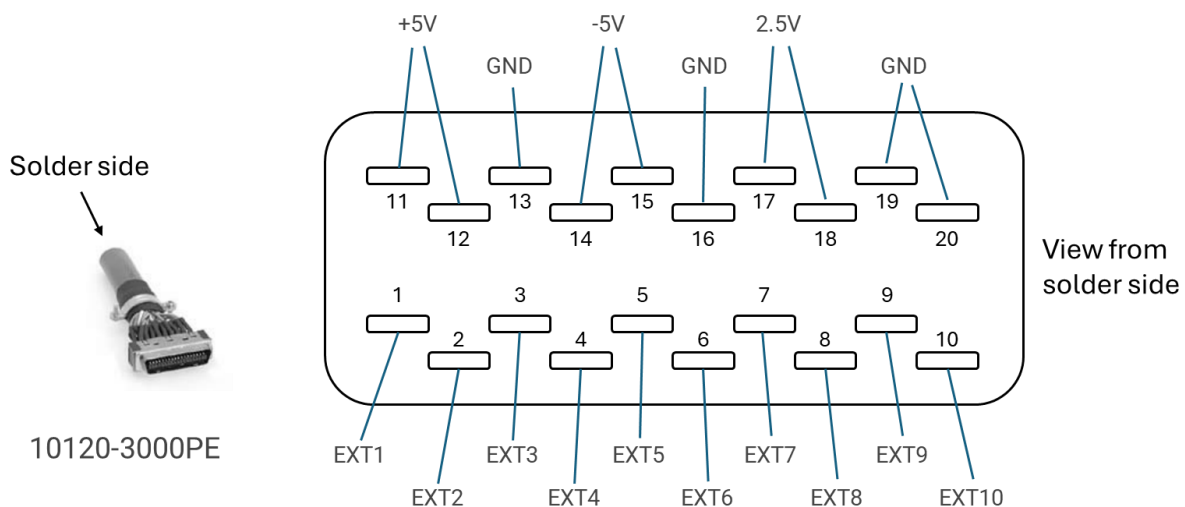 +5V
-5V
2.5V
GND
GND
GND
Solder side
11
13
15
17
19
12
14
16
18
20
View from
solder side
1
3
5
7
9
2
4
6
8
10
10120-3000PE
EXT1
EXT3
EXT5
EXT7
EXT9
EXT2
EXT4
EXT6
EXT8
EXT10